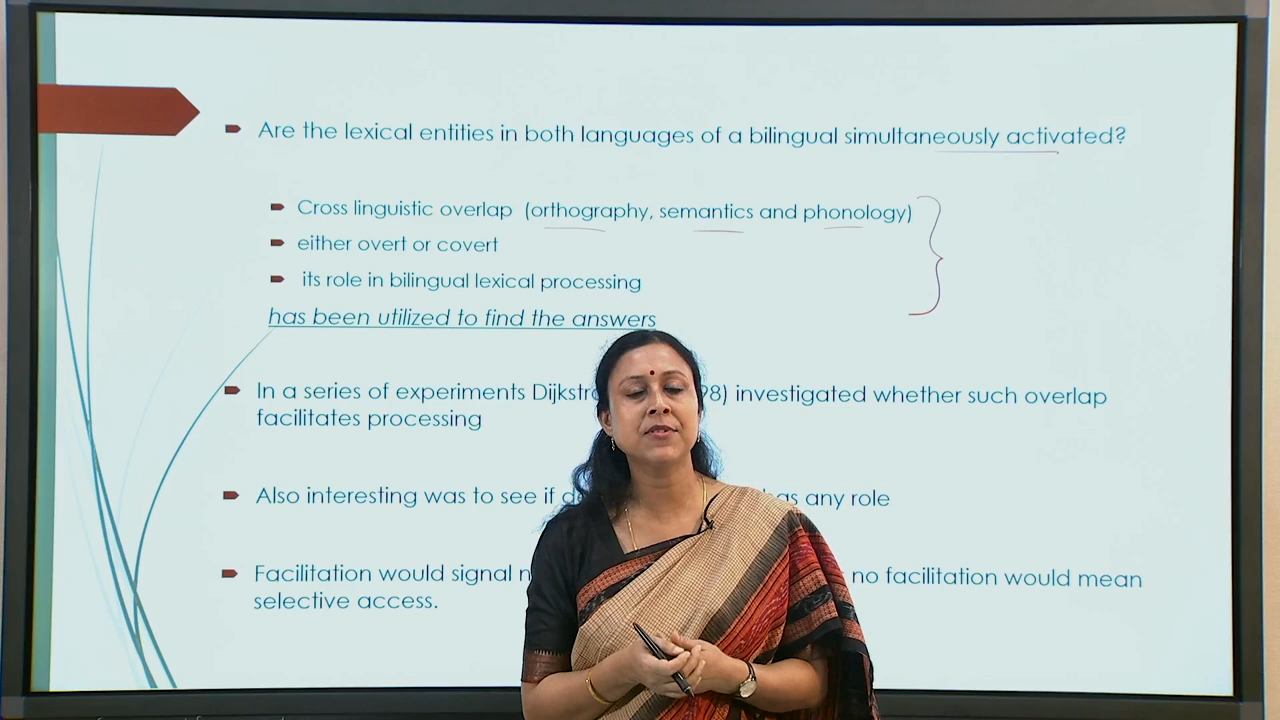 Are the lexical entities in both languages of a bilingual simultaneously activated?
Cross linguistic overlap (orthography, semantics and phonology)
either overt or covert
its role in bilingual lexical processing
has been utilized to find the answers
In a series of experiments 98) investigated whether such overlap
facilitates processing
Also interesting was to see if has any role
Facilitation would signal no facilitation would mean
selective access.